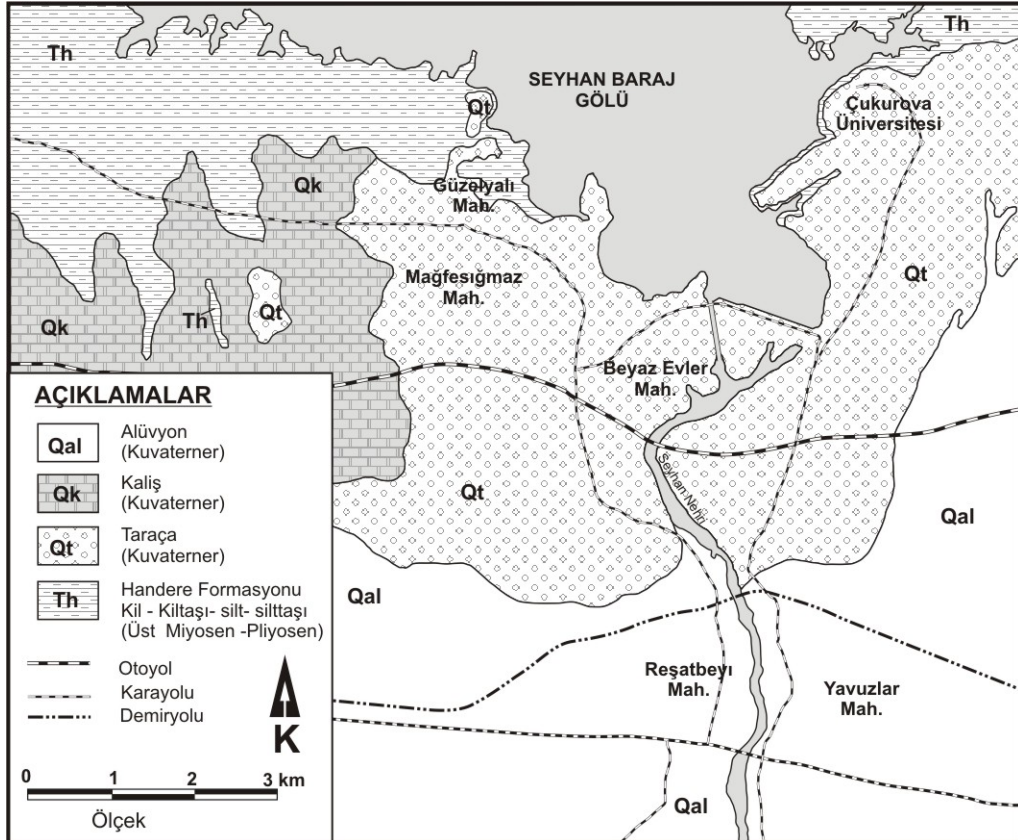 Th
SEYHAN BARAJ
GÖLÜ
Th
Qt
Çukurova
Üniversitesi
Qk
Güzelyalı
Mah.
Mağfesığmaz
Mah.
Qt
Qk
Th
Qt
Beyaz Evler
Mah.
Seyhan Nehri
Qt
Qal
Qal
Reşatbeyı
Mah.
Yavuzlar
Mah.
Qal
AÇIKLAMALAR
Qal
Alüvyon
(Kuvaterner)
Qk
Kaliş
(Kuvaterner)
Qt
Taraça
(Kuvaterner)
Th
Handere Formasyonu
Kil - Kiltaşı- silt- silttaşı
(Üst Miyosen -Pliyosen)
Otoyol
Karayolu
Demiryolu
K
0 1 2 3 km
Ölçek